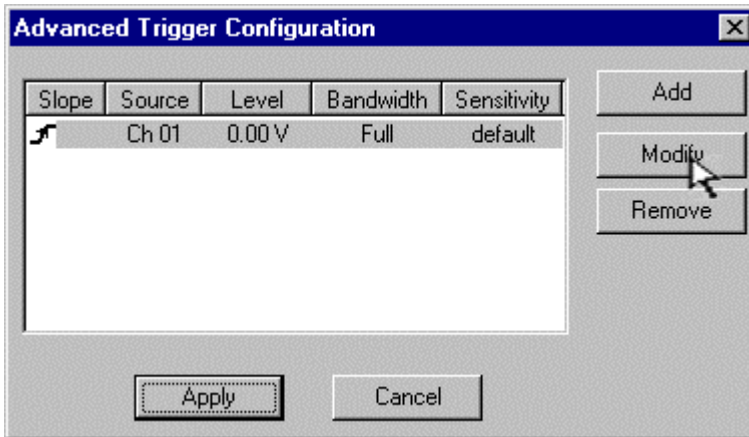 Advanced Trigger Configuration
Slope Source Level Bandwidth Sensitivity
Ch 01 0.00 V Full default
Add
Modify
Remove
Apply Cancel